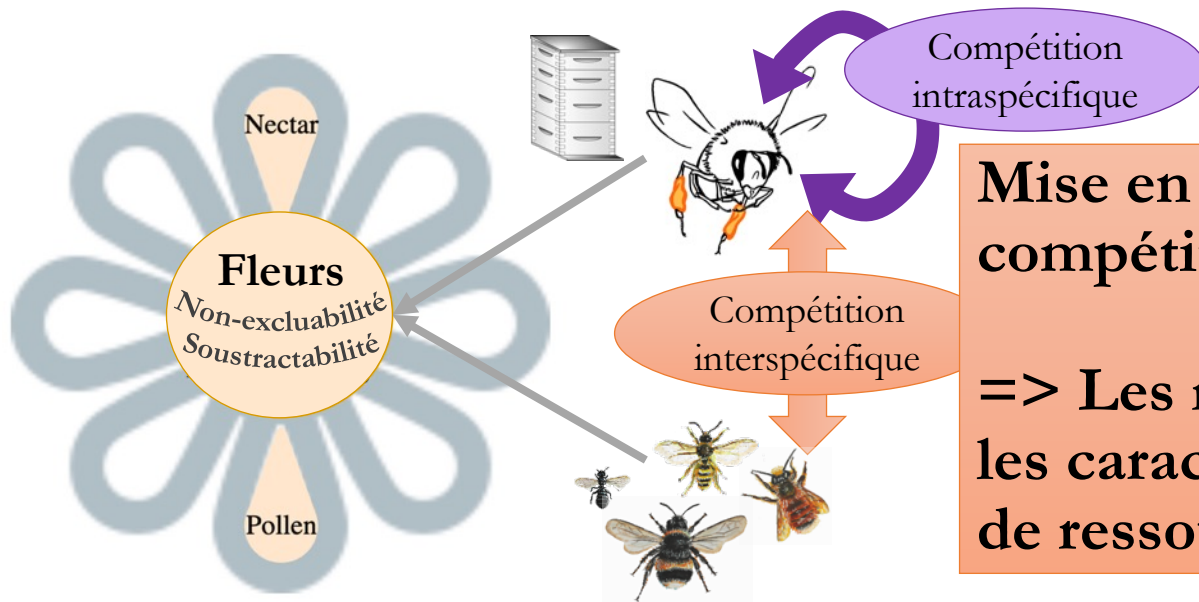 Nectar
Fleurs
Non-excluabilité
Soustractabilité
Pollen
Compétition
intraspécifique
Compétition
interspécifique
Mise en
compéti
=> Les
les carac
de resso